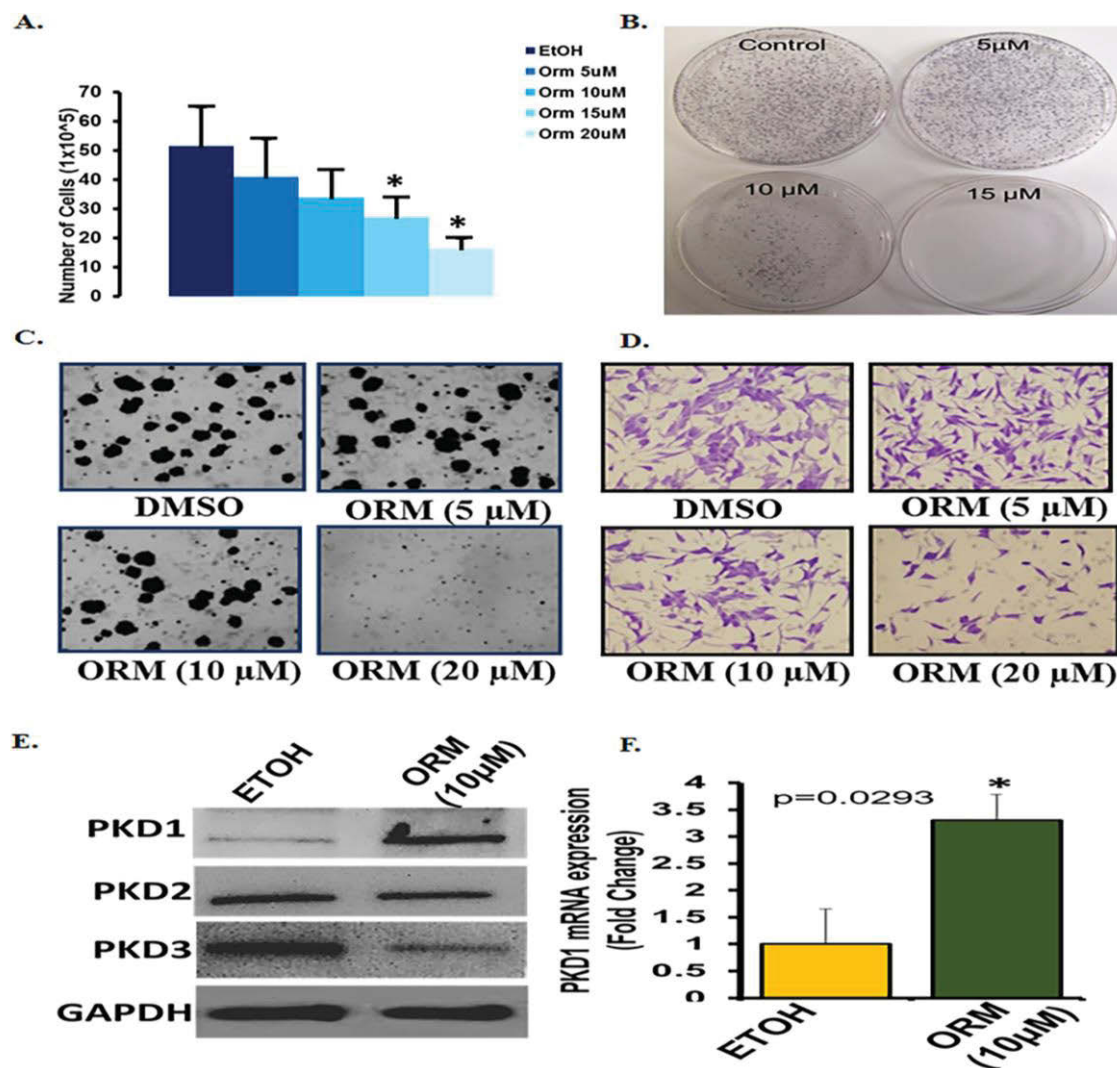 A.
EtOH
Orm 5uM
Orm 10uM
Orm 15uM
Orm 20uM
Number of Cells (1x10^5)
70
60
50
40
30
20
10
0
*
*
B.
Control
5µM
10 µM
15 µM
C.
DMSO
ORM (5 µM)
ORM (10 µM)
ORM (20 µM)
D.
DMSO
ORM (5 µM)
ORM (10 µM)
ORM (20 µM)
E.
ETOH
ORM
(10µM)
PKD1
PKD2
PKD3
GAPDH
F.
PKD1 mRNA expression
(Fold Change)
4
3.5
3
2.5
2
1.5
1
0.5
0
p=0.0293
*
ETOH
ORM
(10µM)